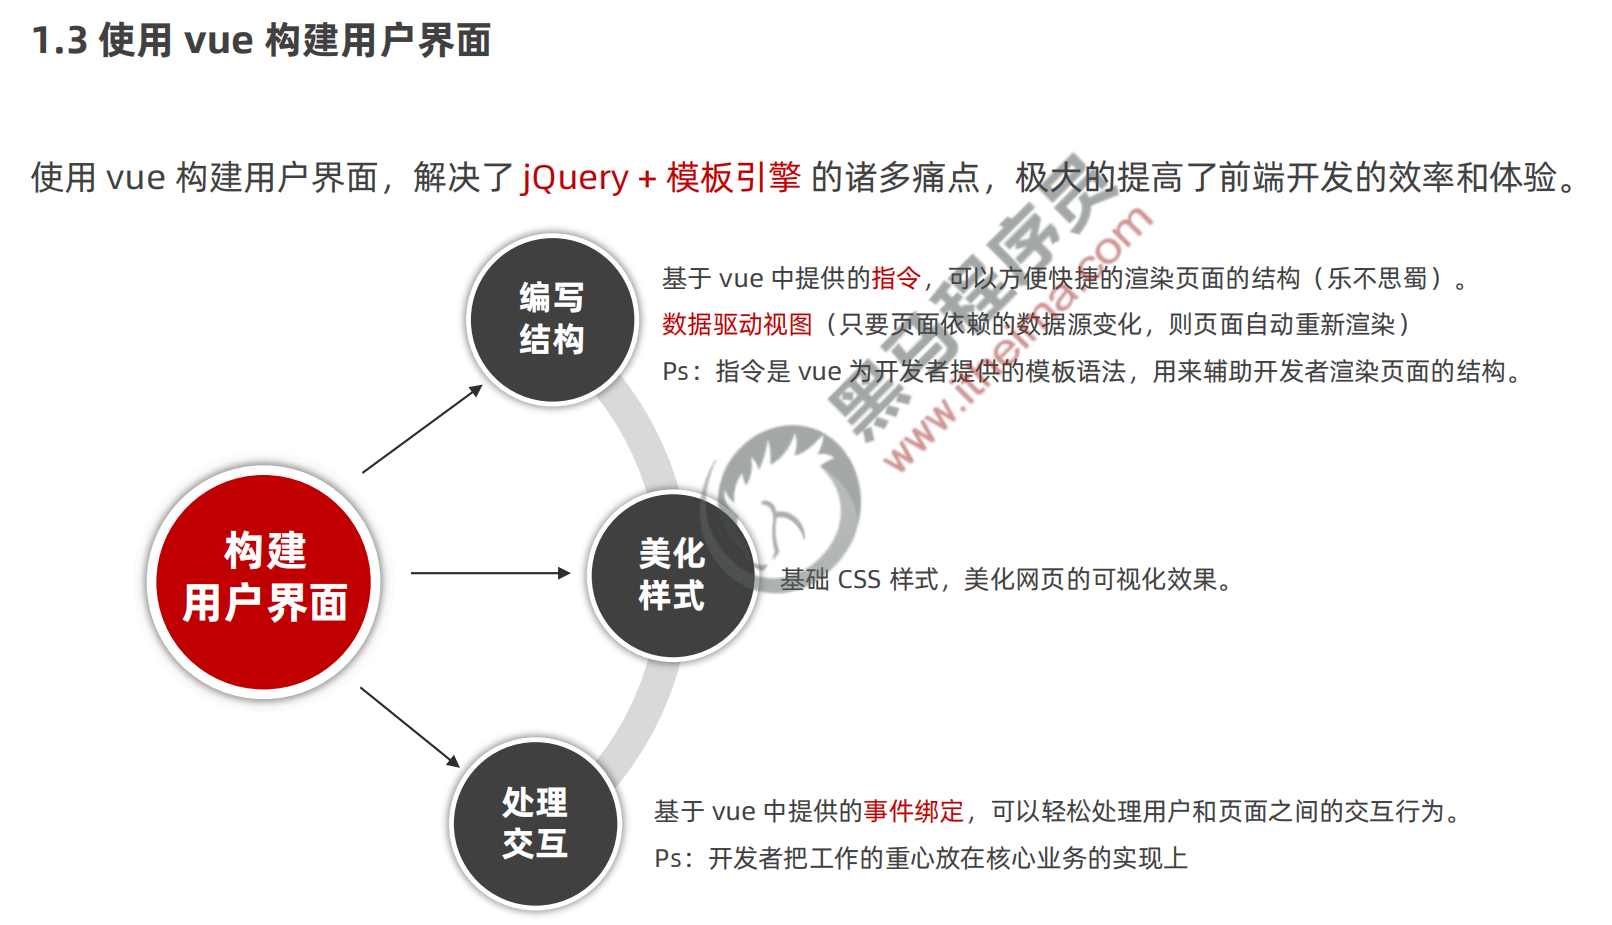 1.3 使用 vue 构建用户界面
使用 vue 构建用户界面，解决了 jQuery + 模板引擎 的诸多痛点，极大的提高了前端开发的效率和体验。
编写
结构
基于 vue 中提供的指令，可以方便快捷的渲染页面的结构（乐不思蜀）。
数据驱动视图（只要页面依赖的数据源变化，则页面自动重新渲染）
Ps：指令是 vue 为开发者提供的模板语法，用来辅助开发者渲染页面的结构。
黑马程序员
www.itheima.com
构建
用户界面
美化
样式
基础 CSS 样式，美化网页的可视化效果。
处理
交互
基于 vue 中提供的事件绑定，可以轻松处理用户和页面之间的交互行为。
Ps：开发者把工作的重心放在核心业务的实现上